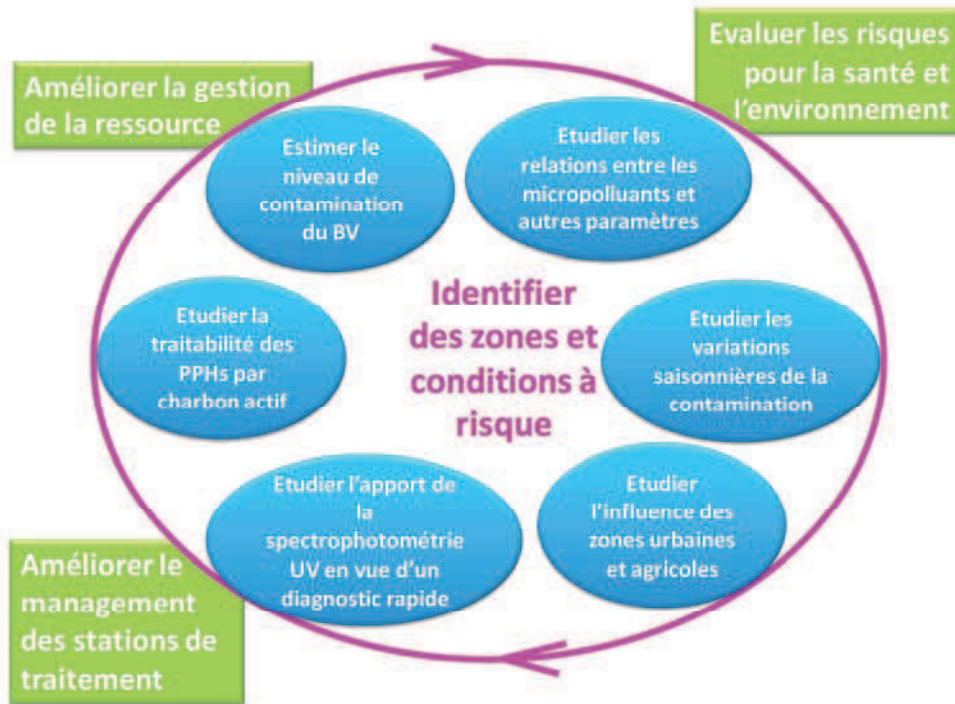 Evaluer les risques
pour la santé et
l'environnement
Améliorer la gestion
de la ressource
Estimer le
niveau de
contamination
du BV
Etudier les
relations entre les
micropolluants et
autres paramètres
Identifier
des zones et
conditions à
risque
Etudier la
traitabilité des
PPHs par
charbon actif
Etudier les
variations
saisonnières de la
contamination
Etudier l'apport de
la
spectrophotométrie
UV en vue d'un
diagnostic rapide
Etudier
l'influence des
zones urbaines
et agricoles
Améliorer le
management
des stations de
traitement